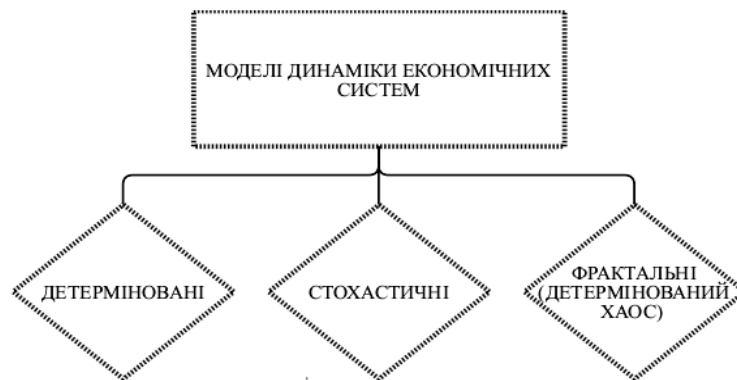 МОДЕЛІ ДИНАМІКИ ЕКОНОМІЧНИХ
СИСТЕМ
ДЕТЕРМІНОВАНІ
СТОХАСТИЧНІ
ФРАКТАЛЬНІ
(ДЕТЕРМІНОВАНИЙ
ХАОС)